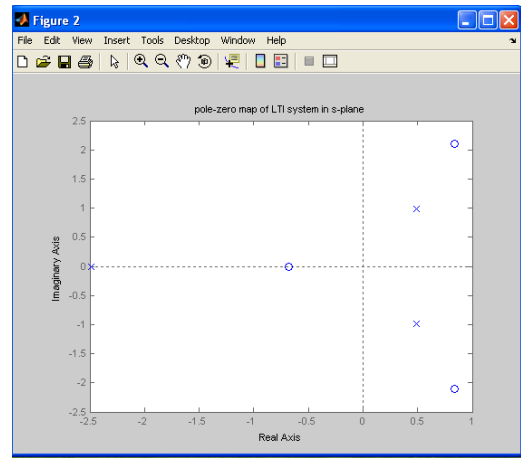 Figure 2
File Edit View Insert Tools Desktop Window Help
pole-zero map of LTI system in s-plane
2.5
2
1.5
1
0.5
0
-0.5
-1
-1.5
-2
-2.5
-2.5 -2 -1.5 -1 -0.5 0 0.5 1
Imaginary Axis
Real Axis